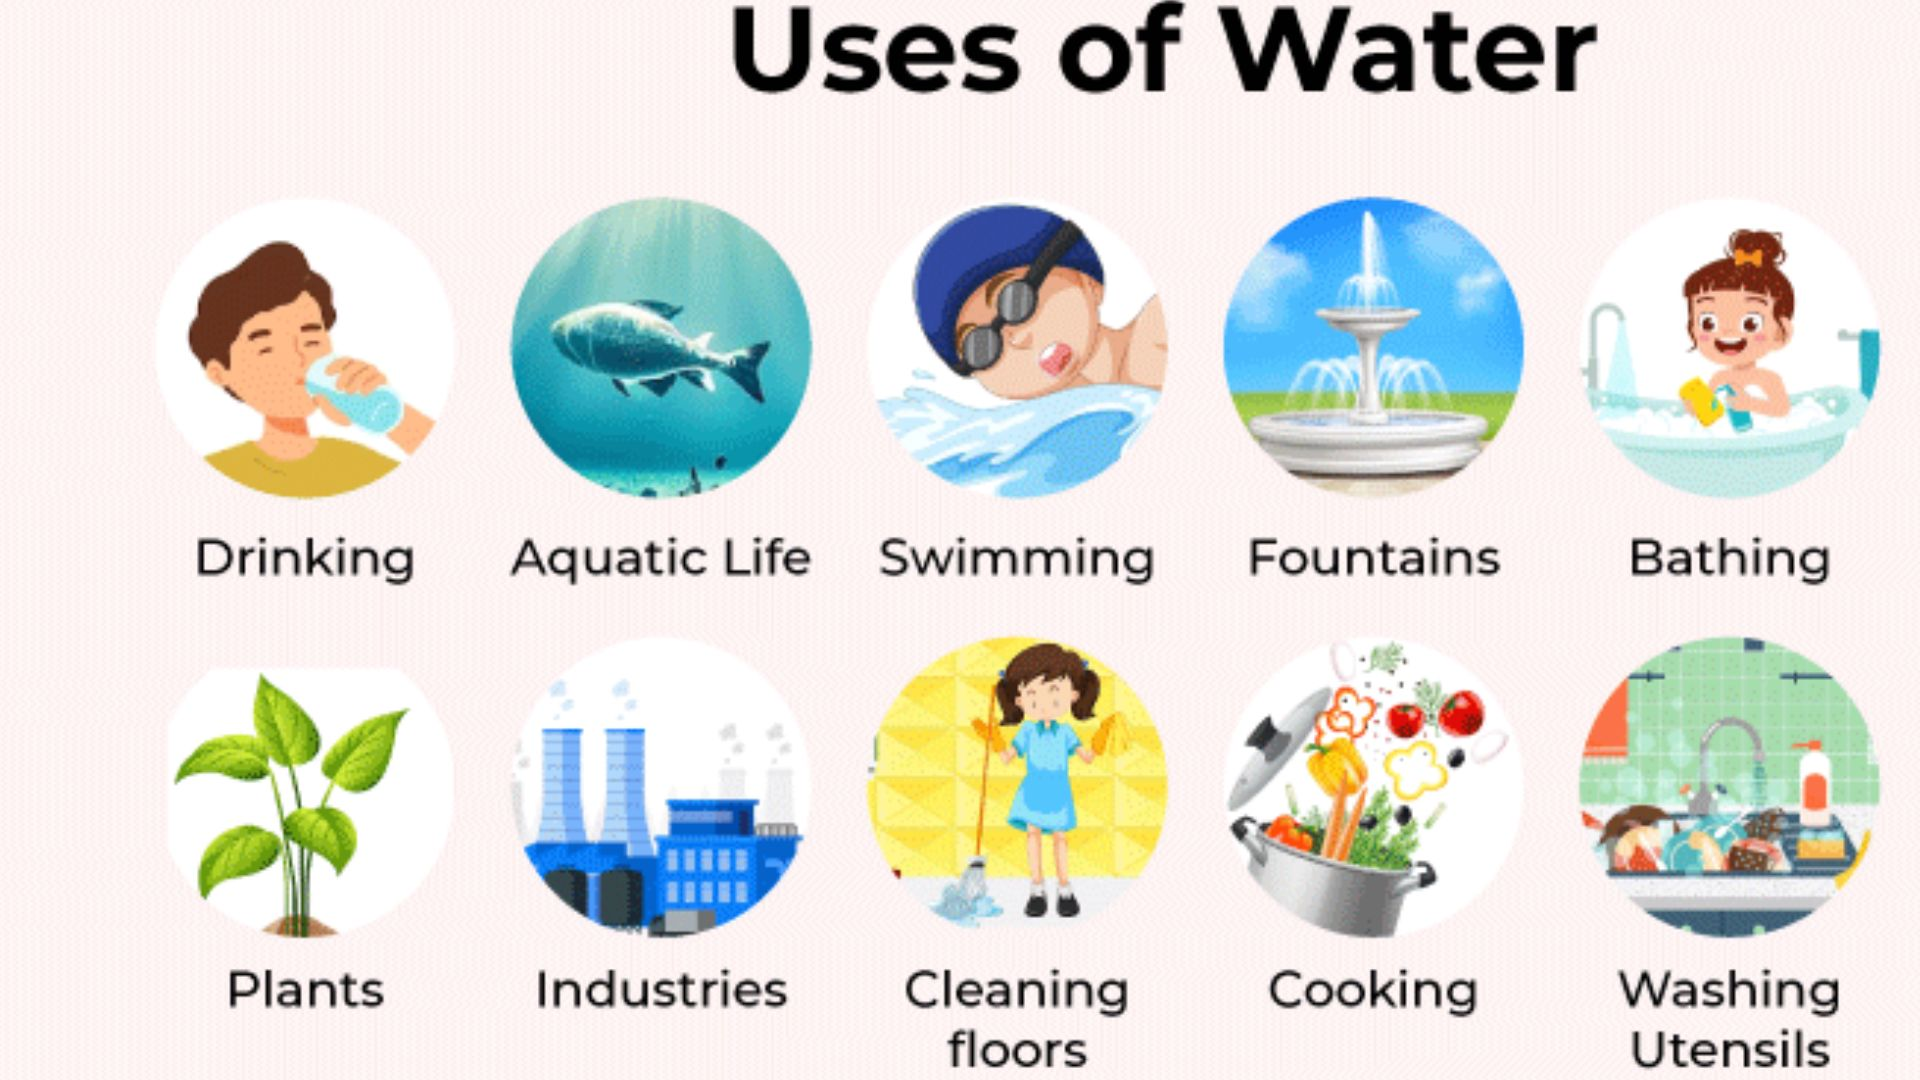 Uses of Water
Drinking
Aquatic Life
Swimming
Fountains
Bathing
Plants
Industries
Cleaning
floors
Cooking
Washing
Utensils